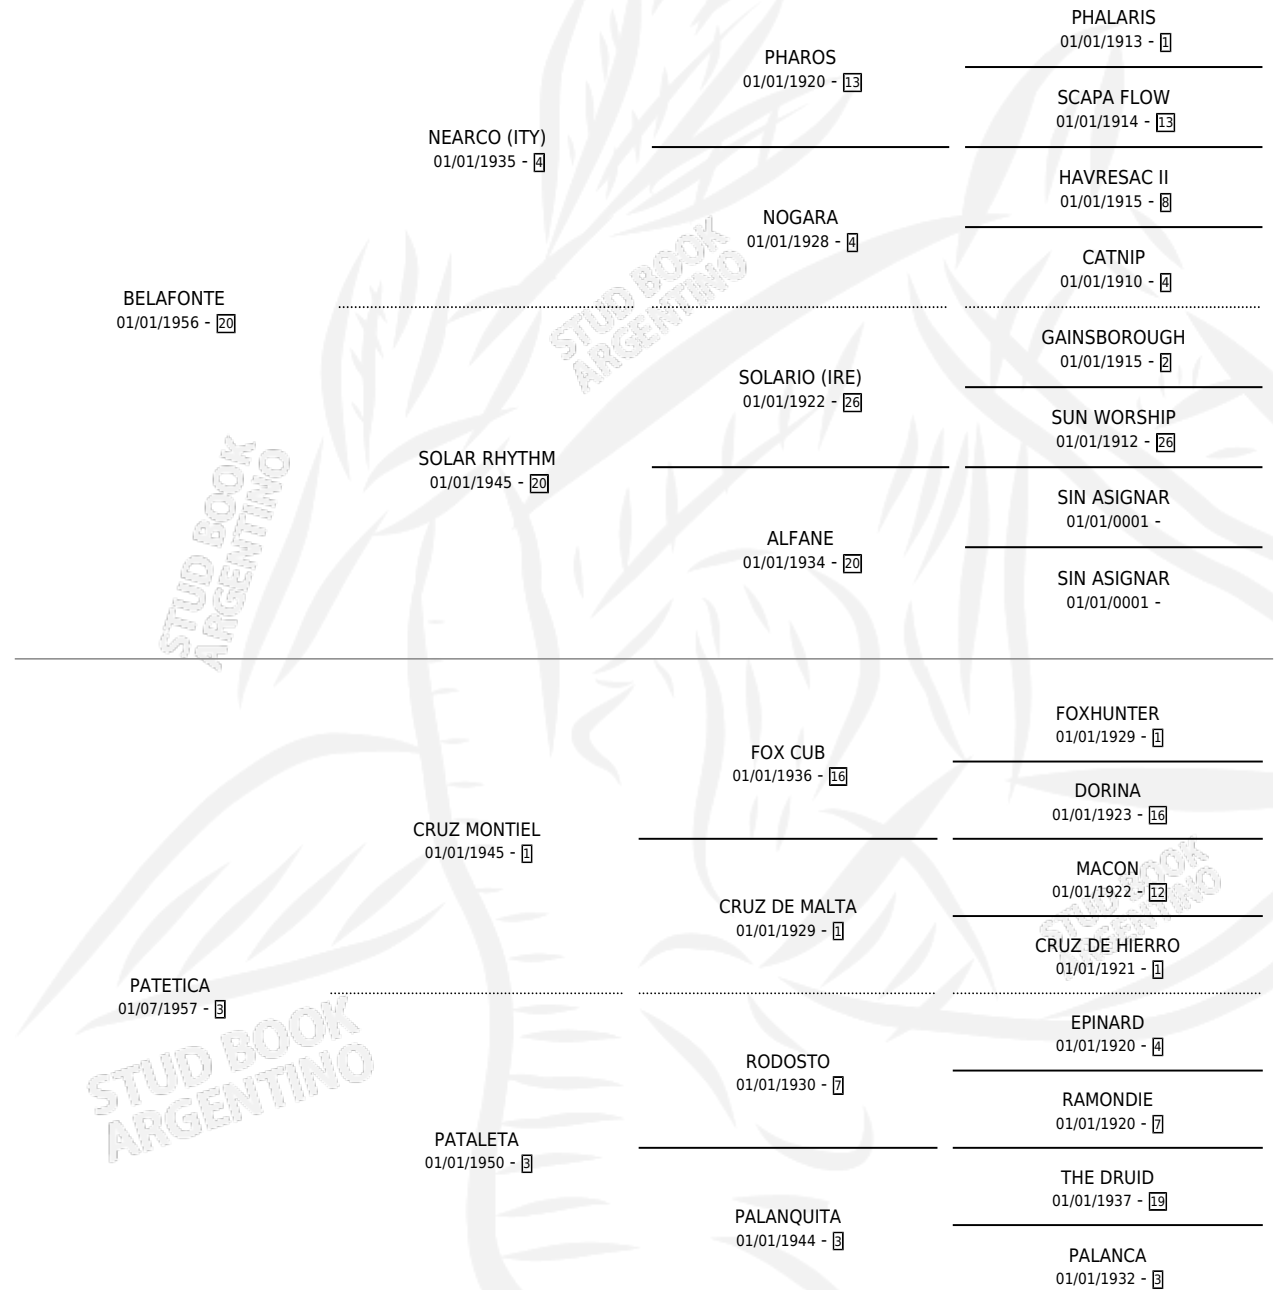 PHALARIS
01/01/1913 - 1
PHAROS
01/01/1920 - 13
SCAPA FLOW
01/01/1914 - 13
NEARCO (ITY)
01/01/1935 - 4
HAVRESAC II
01/01/1915 - 8
NOGARA
01/01/1928 - 4
CATNIP
01/01/1910 - 4
BELAFONTE
01/01/1956 - 20
STUD BOOK
ARGENTINO
GAINSBOROUGH
01/01/1915 - 2
SOLARIO (IRE)
01/01/1922 - 26
SUN WORSHIP
01/01/1912 - 26
SOLAR RHYTHM
01/01/1945 - 20
SIN ASIGNAR
01/01/0001 -
ALFANE
01/01/1934 - 20
SIN ASIGNAR
01/01/0001 -
STUD BOOK
ARGENTINO
FOXHUNTER
01/01/1929 - 1
FOX CUB
01/01/1936 - 16
DORINA
01/01/1923 - 16
CRUZ MONTIEL
01/01/1945 - 1
MACON
01/01/1922 - 12
CRUZ DE MALTA
01/01/1929 - 1
STUD BOOK
ARGENTINO
CRUZ DE HIERRO
01/01/1921 - 1
PATETICA
01/07/1957 - 3
EPINARD
01/01/1920 - 4
RODOSTO
01/01/1930 - 7
STUD BOOK
ARGENTINO
RAMONDIE
01/01/1920 - 7
PATALETA
01/01/1950 - 3
THE DRUID
01/01/1937 - 19
PALANQUITA
01/01/1944 - 3
PALANCA
01/01/1932 - 3